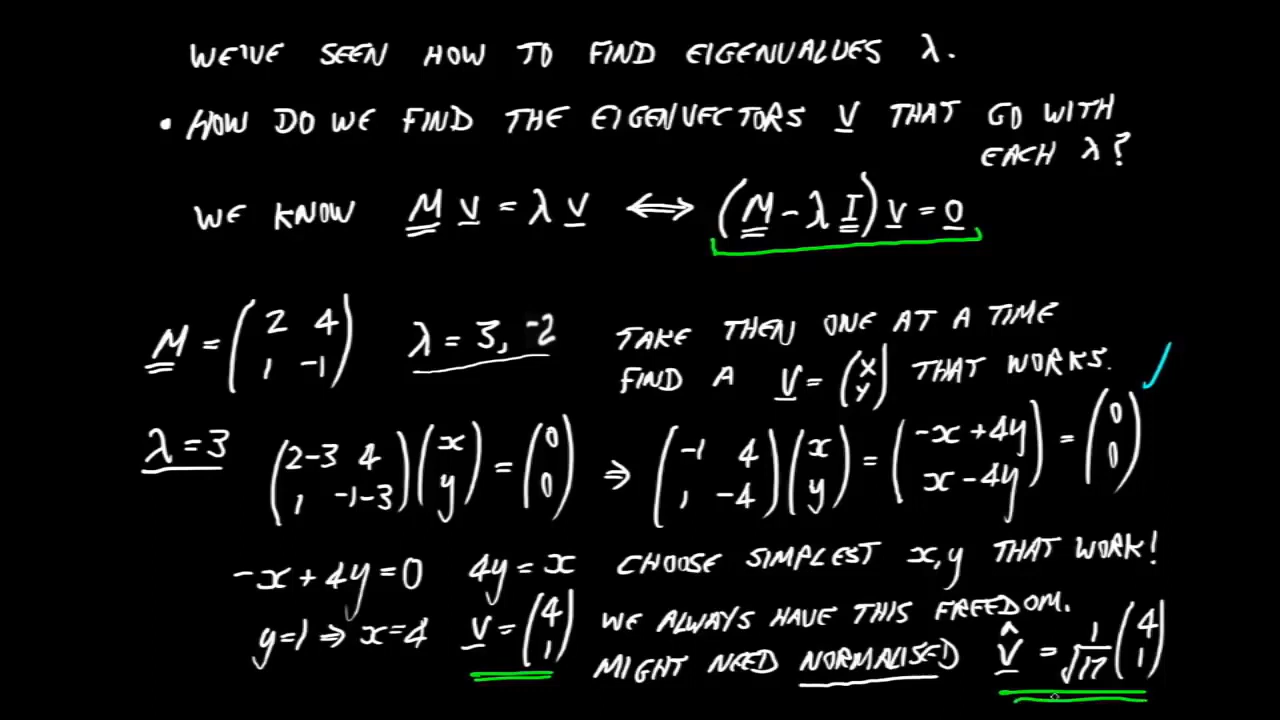 WE'VE SEEN HOW TO FIND EIGENVALUES λ.
• HOW DO WE FIND THE EIGENVECTORS V THAT GO WITH
EACH λ?
WE KNOW M V = λ V ⟺ (M - λ I) V = 0
M = (2 4; 1 -1) λ = 3, -2 TAKE THEN ONE AT A TIME
FIND A V = (X; Y) THAT WORKS. ✓
λ = 3 (2-3 4; 1 -1-3)(x; y) = (0; 0) ⇒ (-1 4; 1 -4)(x; y) = (-x + 4y; x - 4y) = (0; 0)
-x + 4y = 0 4y = x CHOOSE SIMPLEST x, y THAT WORK!
y = 1 ⇒ x = 4 V = (4; 1) WE ALWAYS HAVE THIS FREEDOM.
MIGHT NEED NORMALISED V̂ = 1/√17 (4; 1)